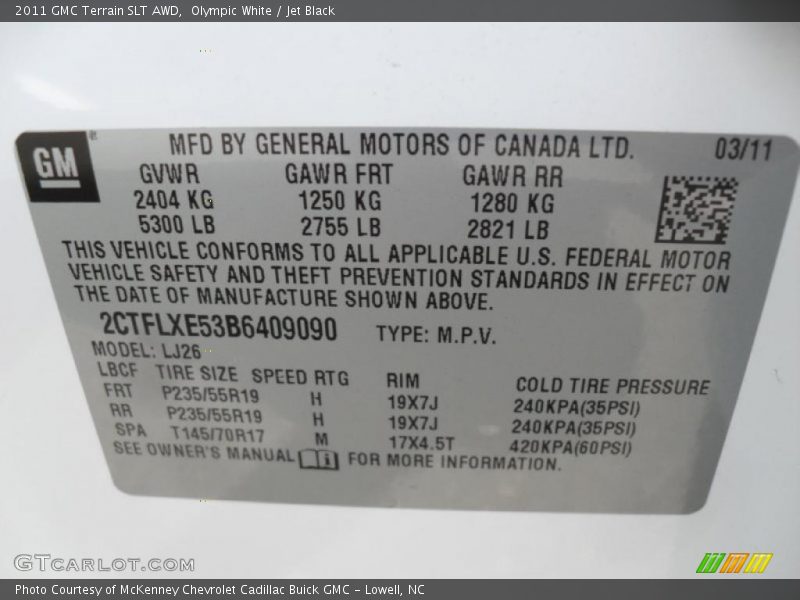 2011 GMC Terrain SLT AWD,  Olympic White / Jet Black
GM
MFD BY GENERAL MOTORS OF CANADA LTD. 03/11
GVWR GAWR FRT GAWR RR
2404 KG 1250 KG 1280 KG
5300 LB 2755 LB 2821 LB
THIS VEHICLE CONFORMS TO ALL APPLICABLE U.S. FEDERAL MOTOR
VEHICLE SAFETY AND THEFT PREVENTION STANDARDS IN EFFECT ON
THE DATE OF MANUFACTURE SHOWN ABOVE.
2CTFLXE53B6409090 TYPE: M.P.V.
MODEL: LJ26
LBCF TIRE SIZE SPEED RTG RIM COLD TIRE PRESSURE
FRT P235/55R19 H 19X7J 240KPA(35PSI)
RR P235/55R19 H 19X7J 240KPA(35PSI)
SPA T145/70R17 M 17X4.5T 420KPA(60PSI)
SEE OWNER'S MANUAL FOR MORE INFORMATION.
GTCARLOT.COM
Photo Courtesy of McKenney Chevrolet Cadillac Buick GMC - Lowell, NC